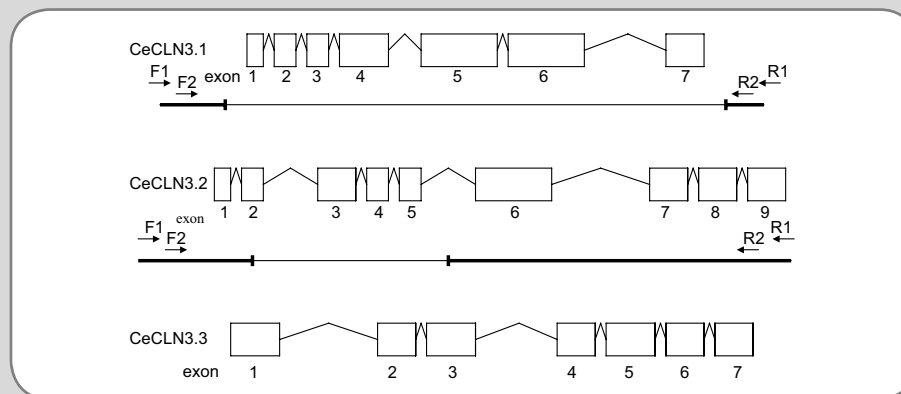 CeCLN3.1
exon 1 2 3 4 5 6 7
F1 R1
F2 R2
CeCLN3.2
1 2 3 4 5 6 7 8 9
exon
F1 R1
F2 R2
CeCLN3.3
exon 1 2 3 4 5 6 7